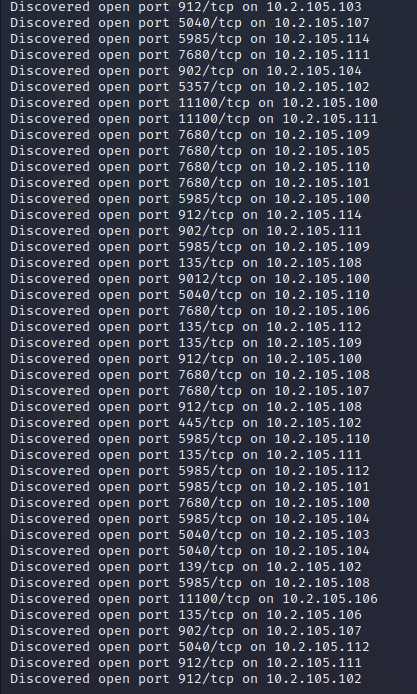 Discovered open port 912/tcp on 10.2.105.103
Discovered open port 5040/tcp on 10.2.105.107
Discovered open port 5985/tcp on 10.2.105.114
Discovered open port 7680/tcp on 10.2.105.111
Discovered open port 902/tcp on 10.2.105.104
Discovered open port 5357/tcp on 10.2.105.102
Discovered open port 11100/tcp on 10.2.105.100
Discovered open port 11100/tcp on 10.2.105.111
Discovered open port 7680/tcp on 10.2.105.109
Discovered open port 7680/tcp on 10.2.105.105
Discovered open port 7680/tcp on 10.2.105.110
Discovered open port 7680/tcp on 10.2.105.101
Discovered open port 5985/tcp on 10.2.105.100
Discovered open port 912/tcp on 10.2.105.114
Discovered open port 902/tcp on 10.2.105.111
Discovered open port 5985/tcp on 10.2.105.109
Discovered open port 135/tcp on 10.2.105.108
Discovered open port 9012/tcp on 10.2.105.100
Discovered open port 5040/tcp on 10.2.105.110
Discovered open port 7680/tcp on 10.2.105.106
Discovered open port 135/tcp on 10.2.105.112
Discovered open port 135/tcp on 10.2.105.109
Discovered open port 912/tcp on 10.2.105.100
Discovered open port 7680/tcp on 10.2.105.108
Discovered open port 7680/tcp on 10.2.105.107
Discovered open port 912/tcp on 10.2.105.108
Discovered open port 445/tcp on 10.2.105.102
Discovered open port 5985/tcp on 10.2.105.110
Discovered open port 135/tcp on 10.2.105.111
Discovered open port 5985/tcp on 10.2.105.112
Discovered open port 5985/tcp on 10.2.105.101
Discovered open port 7680/tcp on 10.2.105.100
Discovered open port 5985/tcp on 10.2.105.104
Discovered open port 5040/tcp on 10.2.105.103
Discovered open port 5040/tcp on 10.2.105.104
Discovered open port 139/tcp on 10.2.105.102
Discovered open port 5985/tcp on 10.2.105.108
Discovered open port 11100/tcp on 10.2.105.106
Discovered open port 135/tcp on 10.2.105.106
Discovered open port 902/tcp on 10.2.105.107
Discovered open port 5040/tcp on 10.2.105.112
Discovered open port 912/tcp on 10.2.105.111
Discovered open port 912/tcp on 10.2.105.102